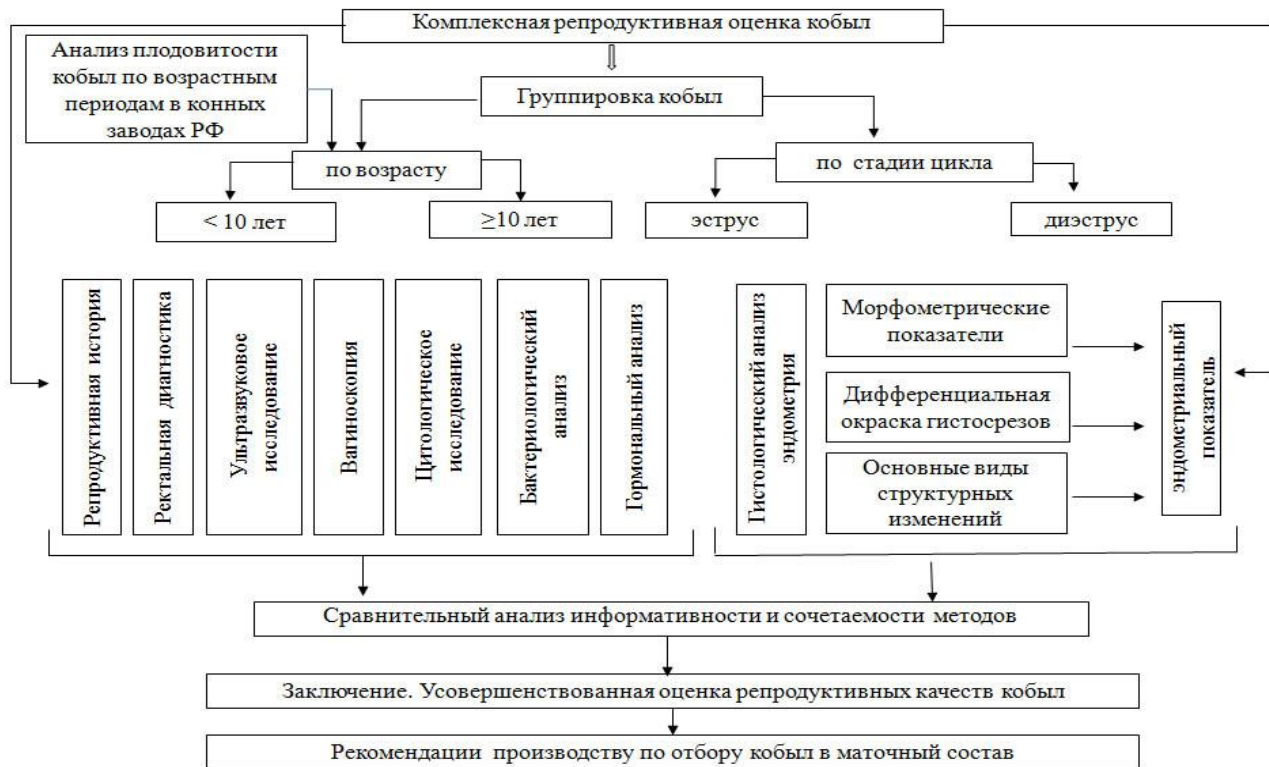 Комплексная репродуктивная оценка кобыл
Анализ плодовитости
кобыл по возрастным
периодам в конных
заводах РФ
Группировка кобыл
по возрасту
по стадии цикла
< 10 лет
≥10 лет
эструс
диэструс
Репродуктивная история
Ректальная диагностика
Ультразвуковое
исследование
Вагиноскопия
Цитологическое
исследование
Бактериологический
анализ
Гормональный анализ
Гистологический анализ
эндометрия
Морфометрические
показатели
Дифференциальная
окраска гистосрезов
Основные виды
структурных
изменений
эндометриальный
показатель
Сравнительный анализ информативности и сочетаемости методов
Заключение. Усовершенствованная оценка репродуктивных качеств кобыл
Рекомендации производству по отбору кобыл в маточный состав